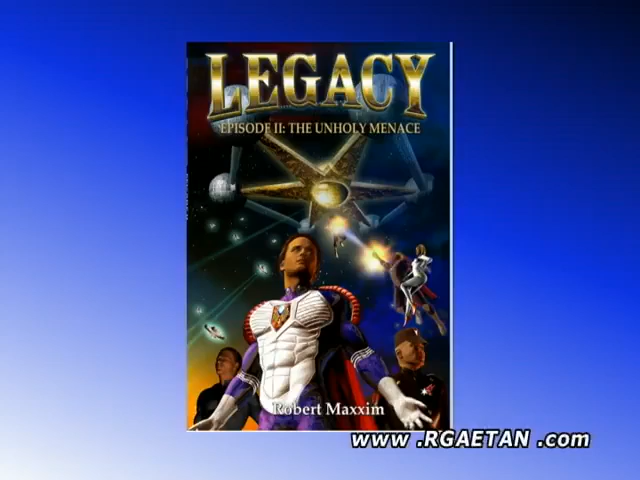 LEGACY
EPISODE II: THE UNHOLY MENACE
Robert Maxxim
www .RGAETAN .com